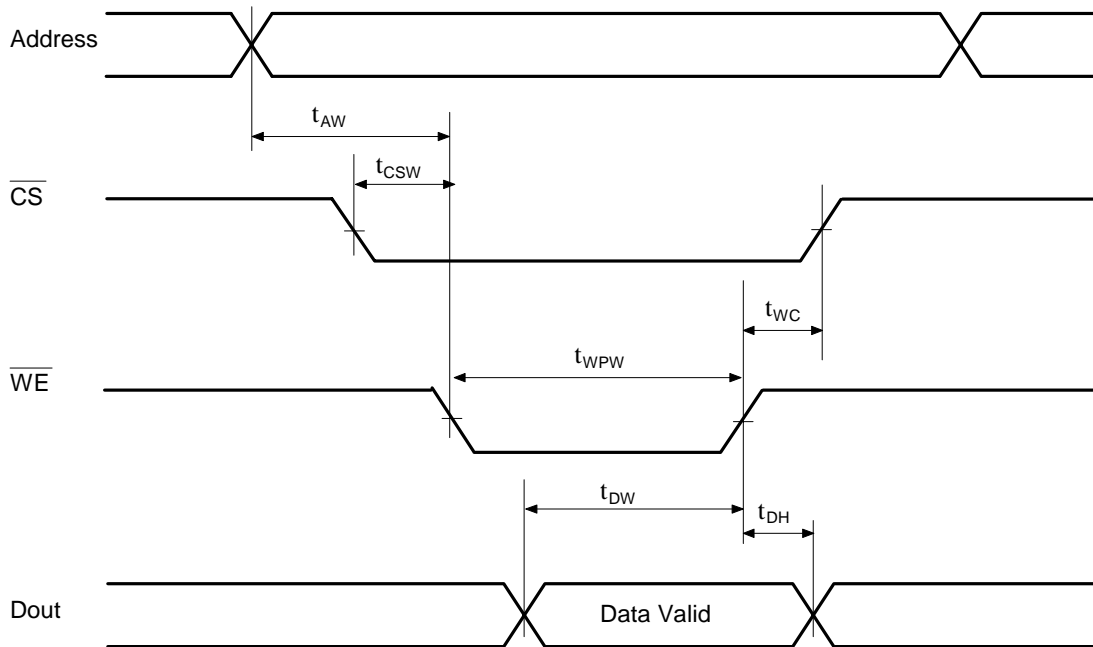 Address
tAW
tCSW
CS
tWC
tWPW
WE
tDW
tDH
Dout
Data Valid